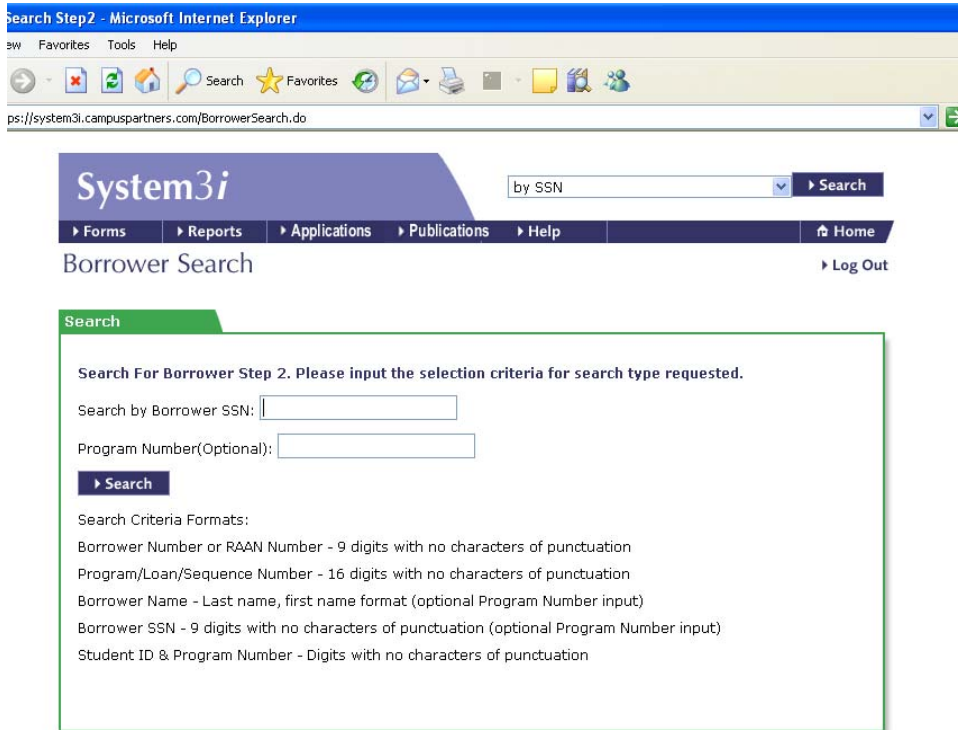 Search Step2 - Microsoft Internet Explorer
ew Favorites Tools Help
Search Favorites
ps://system3i.campuspartners.com/BorrowerSearch.do
System3i
by SSN
Search
Forms Reports Applications Publications Help Home
Borrower Search
Log Out
Search
Search For Borrower Step 2. Please input the selection criteria for search type requested.
Search by Borrower SSN:
Program Number(Optional):
Search
Search Criteria Formats:
Borrower Number or RAAN Number - 9 digits with no characters of punctuation
Program/Loan/Sequence Number - 16 digits with no characters of punctuation
Borrower Name - Last name, first name format (optional Program Number input)
Borrower SSN - 9 digits with no characters of punctuation (optional Program Number input)
Student ID & Program Number - Digits with no characters of punctuation